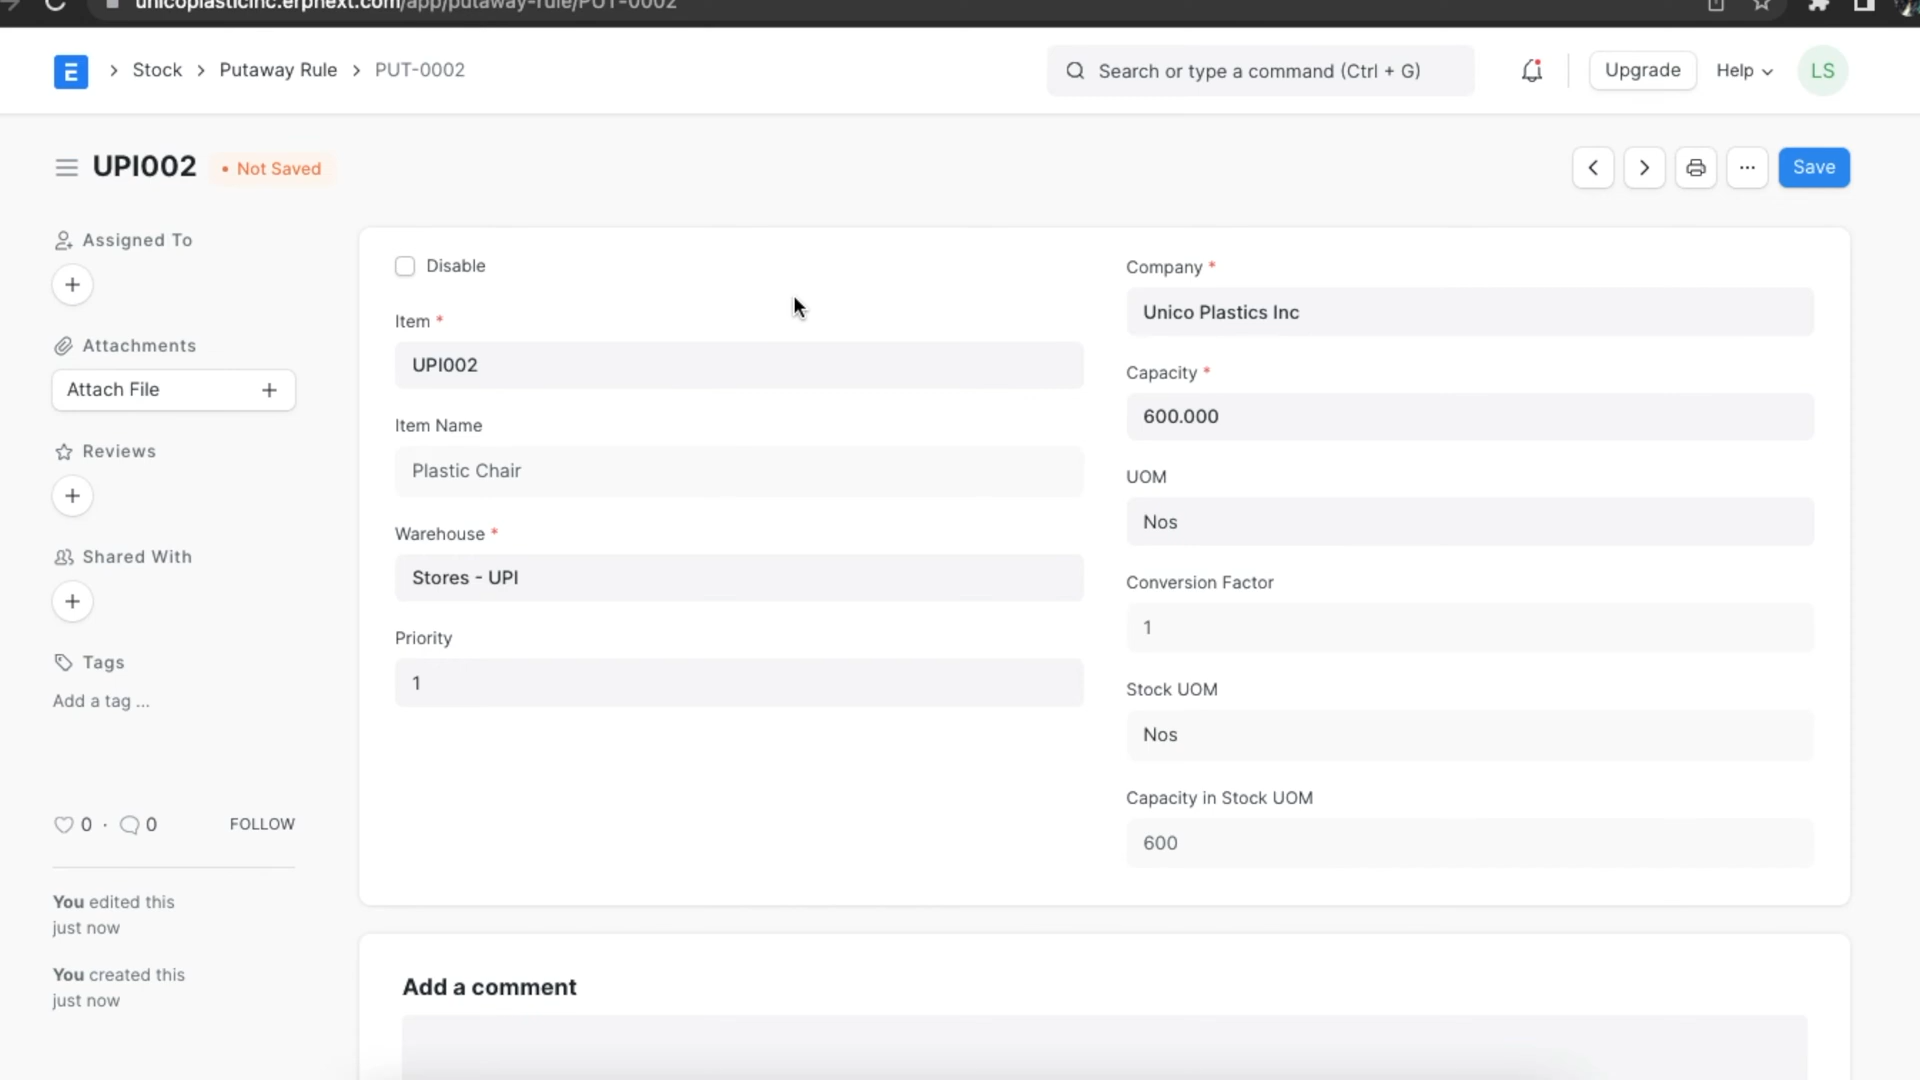 unicoplasticinc.erpnext.com/app/putaway-rule/PUT-0002
E
Stock
Putaway Rule
PUT-0002
Search or type a command (Ctrl + G)
Upgrade
Help
LS
UPI002
• Not Saved
Save
Assigned To
Attachments
Attach File
Reviews
Shared With
Tags
Add a tag ...
0 · 0
FOLLOW
You edited this
just now
You created this
just now
Disable
Item *
UPI002
Item Name
Plastic Chair
Warehouse *
Stores - UPI
Priority
1
Company *
Unico Plastics Inc
Capacity *
600.000
UOM
Nos
Conversion Factor
1
Stock UOM
Nos
Capacity in Stock UOM
600
Add a comment